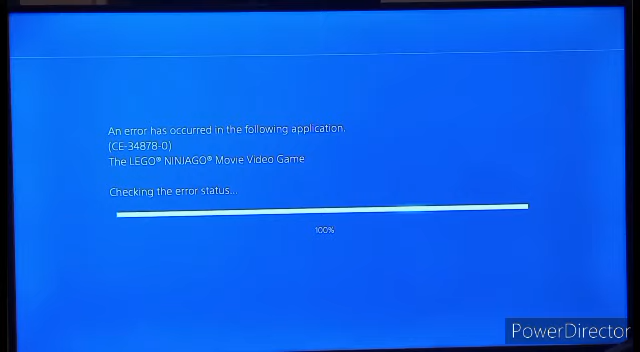 An error has occurred in the following application.
(CE-34878-0)
The LEGO® NINJAGO® Movie Video Game
Checking the error status...
100%
PowerDirector